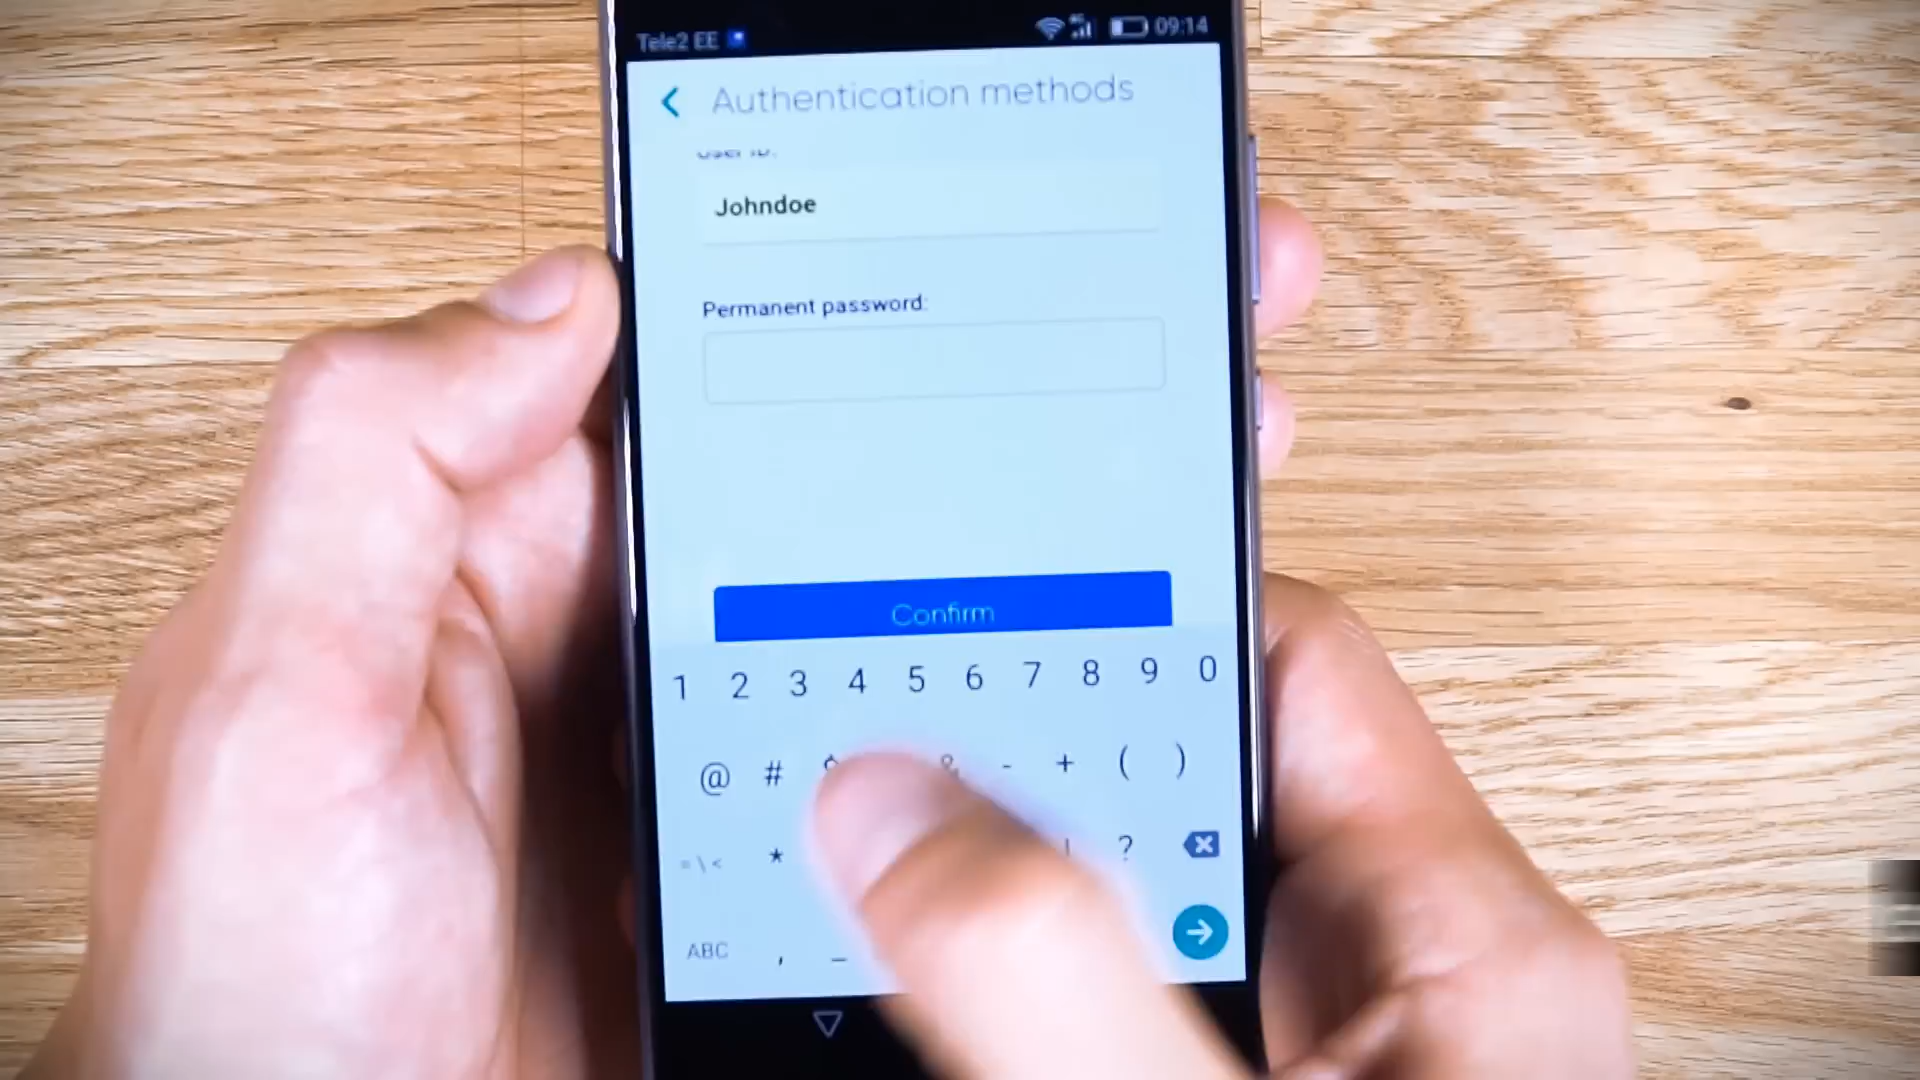 Tele2 EE 4G 09:14
Authentication methods
User ID:
Johndoe
Permanent password:
Confirm
1 2 3 4 5 6 7 8 9 0
@ # $ & - + ( )
= \ < * ! ?
ABC , _